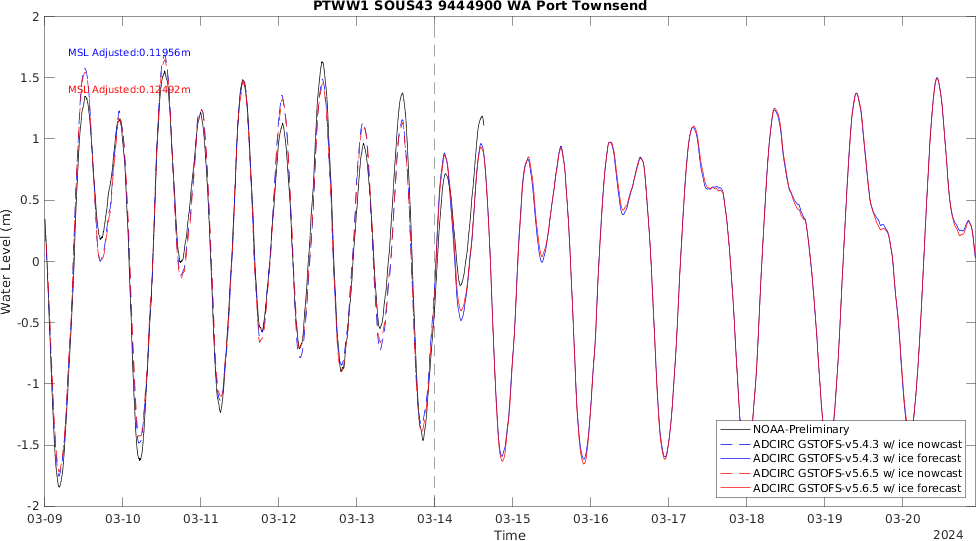 PTWW1 SOUS43 9444900 WA Port Townsend
Water Level (m)
2
1.5
1
0.5
0
-0.5
-1
-1.5
-2
MSL Adjusted:0.11956m
MSL Adjusted:0.12492m
NOAA-Preliminary
ADCIRC GSTOFS-v5.4.3 w/ ice nowcast
ADCIRC GSTOFS-v5.4.3 w/ ice forecast
ADCIRC GSTOFS-v5.6.5 w/ ice nowcast
ADCIRC GSTOFS-v5.6.5 w/ ice forecast
03-09 03-10 03-11 03-12 03-13 03-14 03-15 03-16 03-17 03-18 03-19 03-20
Time
2024